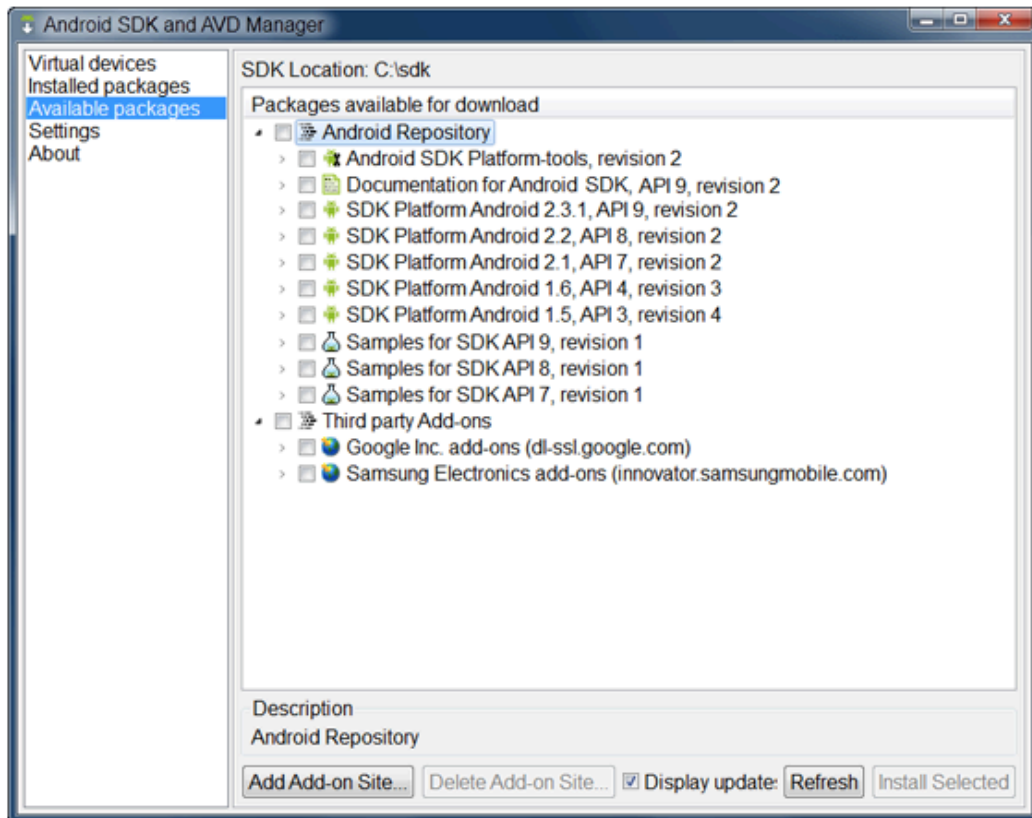 Android SDK and AVD Manager
Virtual devices
Installed packages
Available packages
Settings
About
SDK Location: C:\sdk
Packages available for download
Android Repository
Android SDK Platform-tools, revision 2
Documentation for Android SDK, API 9, revision 2
SDK Platform Android 2.3.1, API 9, revision 2
SDK Platform Android 2.2, API 8, revision 2
SDK Platform Android 2.1, API 7, revision 2
SDK Platform Android 1.6, API 4, revision 3
SDK Platform Android 1.5, API 3, revision 4
Samples for SDK API 9, revision 1
Samples for SDK API 8, revision 1
Samples for SDK API 7, revision 1
Third party Add-ons
Google Inc. add-ons (dl-ssl.google.com)
Samsung Electronics add-ons (innovator.samsungmobile.com)
Description
Android Repository
Add Add-on Site... Delete Add-on Site... Display update: Refresh Install Selected